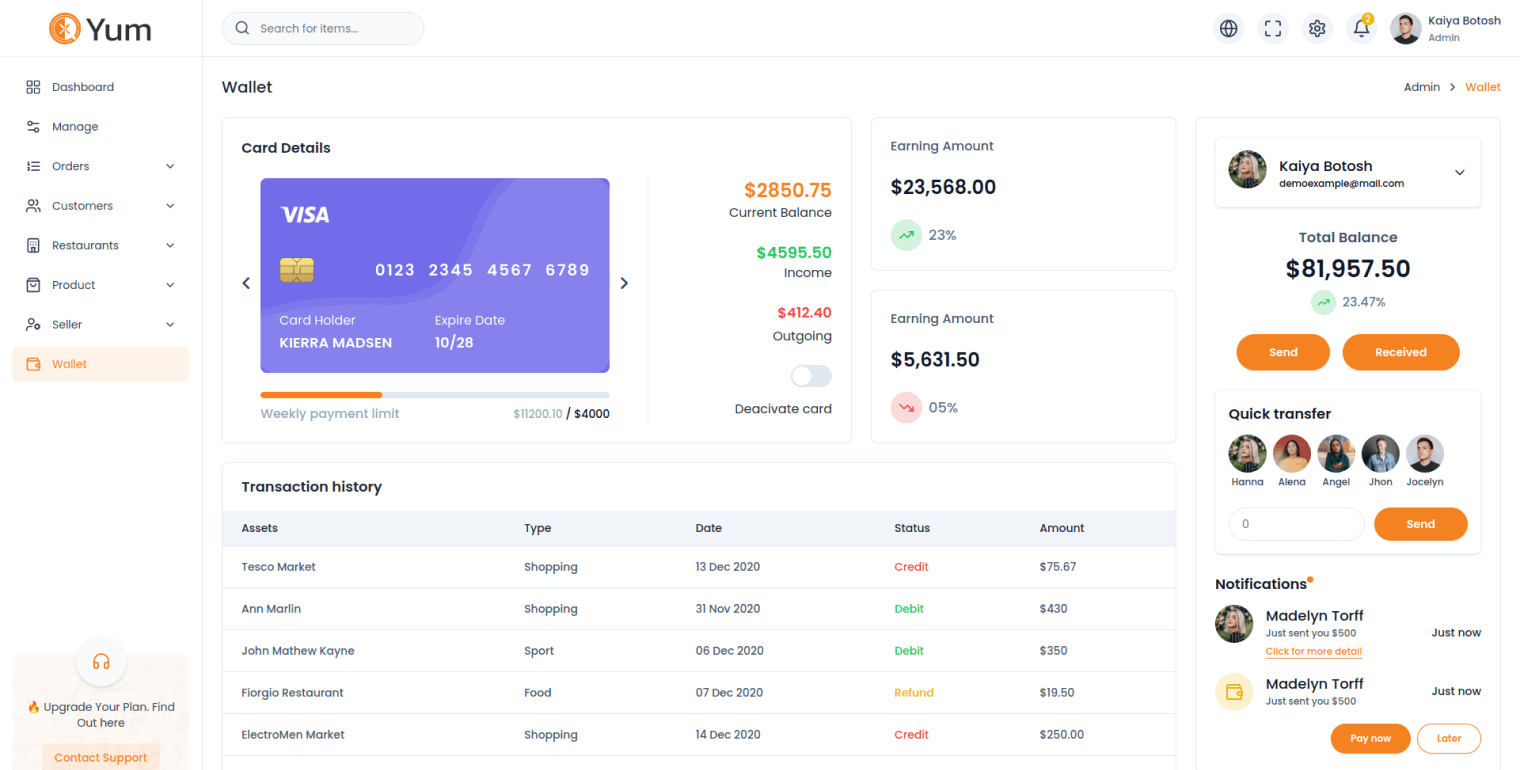 Yum
Search for items...
2
Kaiya Botosh
Admin
Dashboard
Manage
Orders
Customers
Restaurants
Product
Seller
Wallet
🔥 Upgrade Your Plan. Find
Out here
Contact Support
Wallet
Admin > Wallet
Card Details
VISA
0123 2345 4567 6789
Card Holder
Expire Date
KIERRA MADSEN
10/28
Weekly payment limit
$11200.10 / $4000
$2850.75
Current Balance
$4595.50
Income
$412.40
Outgoing
Deacivate card
Earning Amount
$23,568.00
23%
Earning Amount
$5,631.50
05%
Transaction history
Assets Type Date Status Amount
Tesco Market Shopping 13 Dec 2020 Credit $75.67
Ann Marlin Shopping 31 Nov 2020 Debit $430
John Mathew Kayne Sport 06 Dec 2020 Debit $350
Fiorgio Restaurant Food 07 Dec 2020 Refund $19.50
ElectroMen Market Shopping 14 Dec 2020 Credit $250.00
Kaiya Botosh
demoexample@mail.com
Total Balance
$81,957.50
23.47%
Send
Received
Quick transfer
Hanna Alena Angel Jhon Jocelyn
0
Send
Notifications
Madelyn Torff
Just sent you $500
Just now
Click for more detail
Madelyn Torff
Just sent you $500
Just now
Pay now
Later